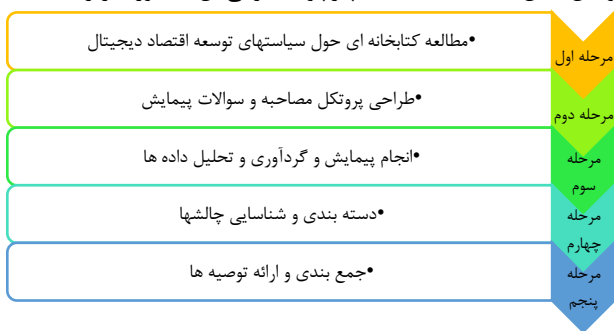 مرحله اول
•مطالعه کتابخانه ای حول سیاستهای توسعه اقتصاد دیجیتال
مرحله دوم
•طراحی پروتکل مصاحبه و سوالات پیمایش
مرحله
سوم
•انجام پیمایش و گردآوری و تحلیل داده ها
مرحله
چهارم
•دسته بندی و شناسایی چالشها
مرحله
پنجم
•جمع بندی و ارائه توصیه ها